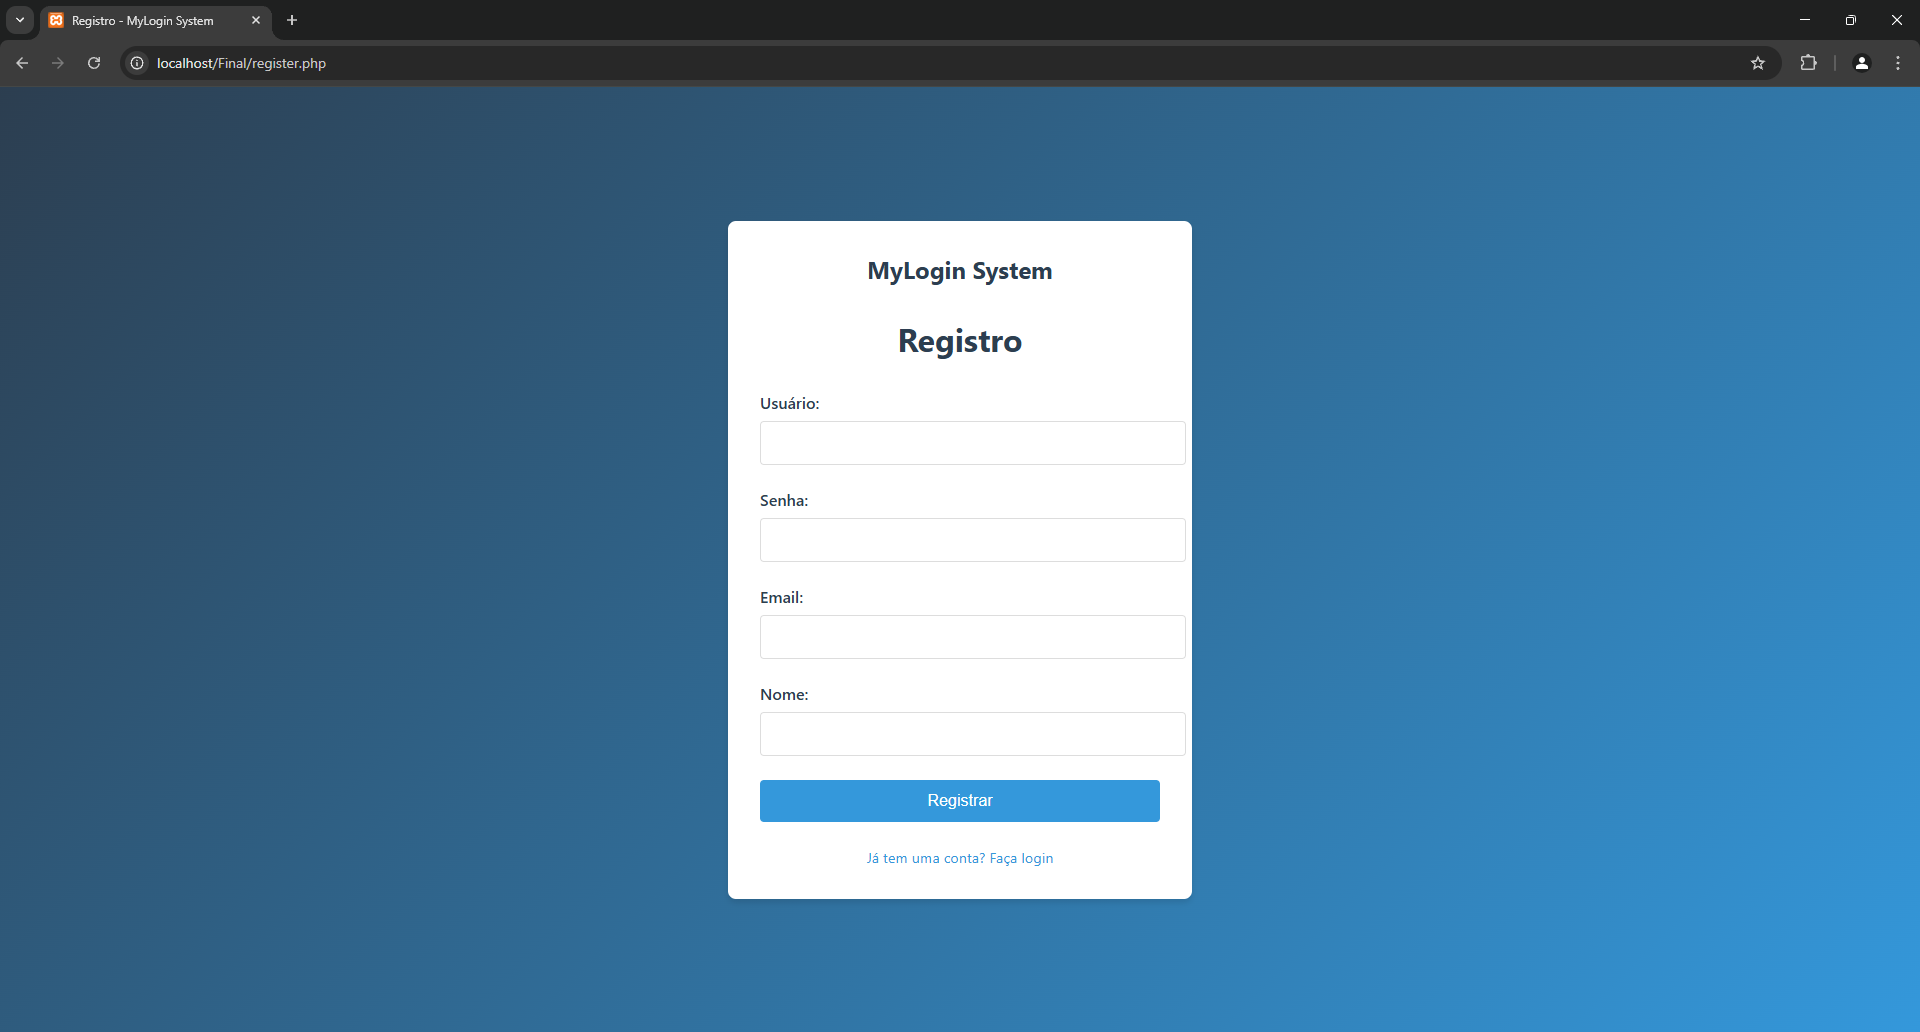 Registro - MyLogin System
localhost/Final/register.php
MyLogin System
Registro
Usuário:
Senha:
Email:
Nome:
Registrar
Já tem uma conta? Faça login